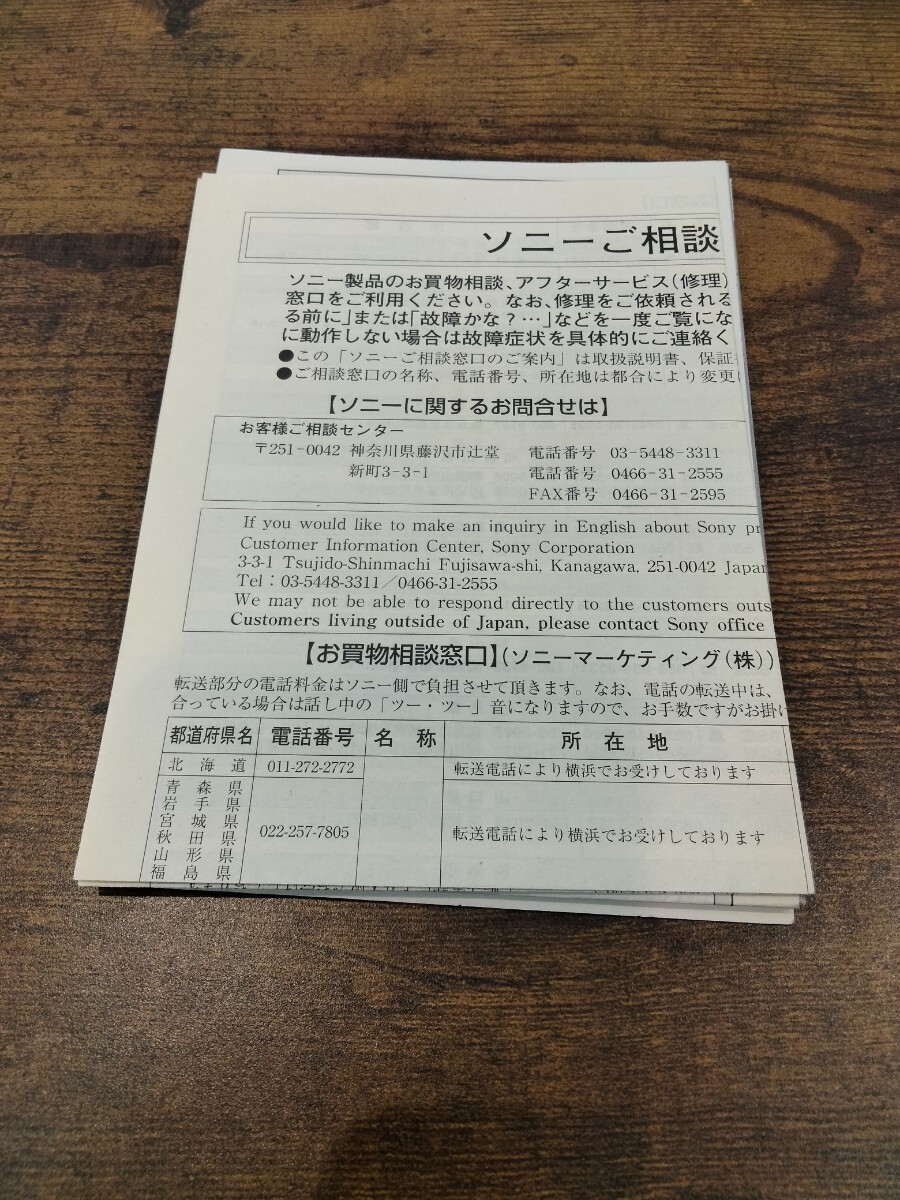 ソニーご相談
ソニー製品のお買物相談、アフターサービス(修理)
窓口をご利用ください。なお、修理をご依頼される
る前に」または「故障かな？…」などを一度ご覧にな
に動作しない場合は故障症状を具体的にご連絡く
●この「ソニーご相談窓口のご案内」は取扱説明書、保証
●ご相談窓口の名称、電話番号、所在地は都合により変更
【ソニーに関するお問合せは】
お客様ご相談センター
〒251-0042 神奈川県藤沢市辻堂 電話番号 03-5448-3311
新町3-3-1 電話番号 0466-31-2555
FAX番号 0466-31-2595
If you would like to make an inquiry in English about Sony pr
Customer Information Center, Sony Corporation
3-3-1 Tsujido-Shinmachi Fujisawa-shi, Kanagawa, 251-0042 Japan
Tel：03-5448-3311／0466-31-2555
We may not be able to respond directly to the customers outs
Customers living outside of Japan, please contact Sony office
【お買物相談窓口】(ソニーマーケティング(株))
転送部分の電話料金はソニー側で負担させて頂きます。なお、電話の転送中は、
合っている場合は話し中の「ツー・ツー」音になりますので、お手数ですがお掛け
都道府県名 電話番号 名称 所在地
北海道 011-272-2772 転送電話により横浜でお受けしております
青森県
岩手県
宮城県
秋田県 022-257-7805 転送電話により横浜でお受けしております
山形県
福島県